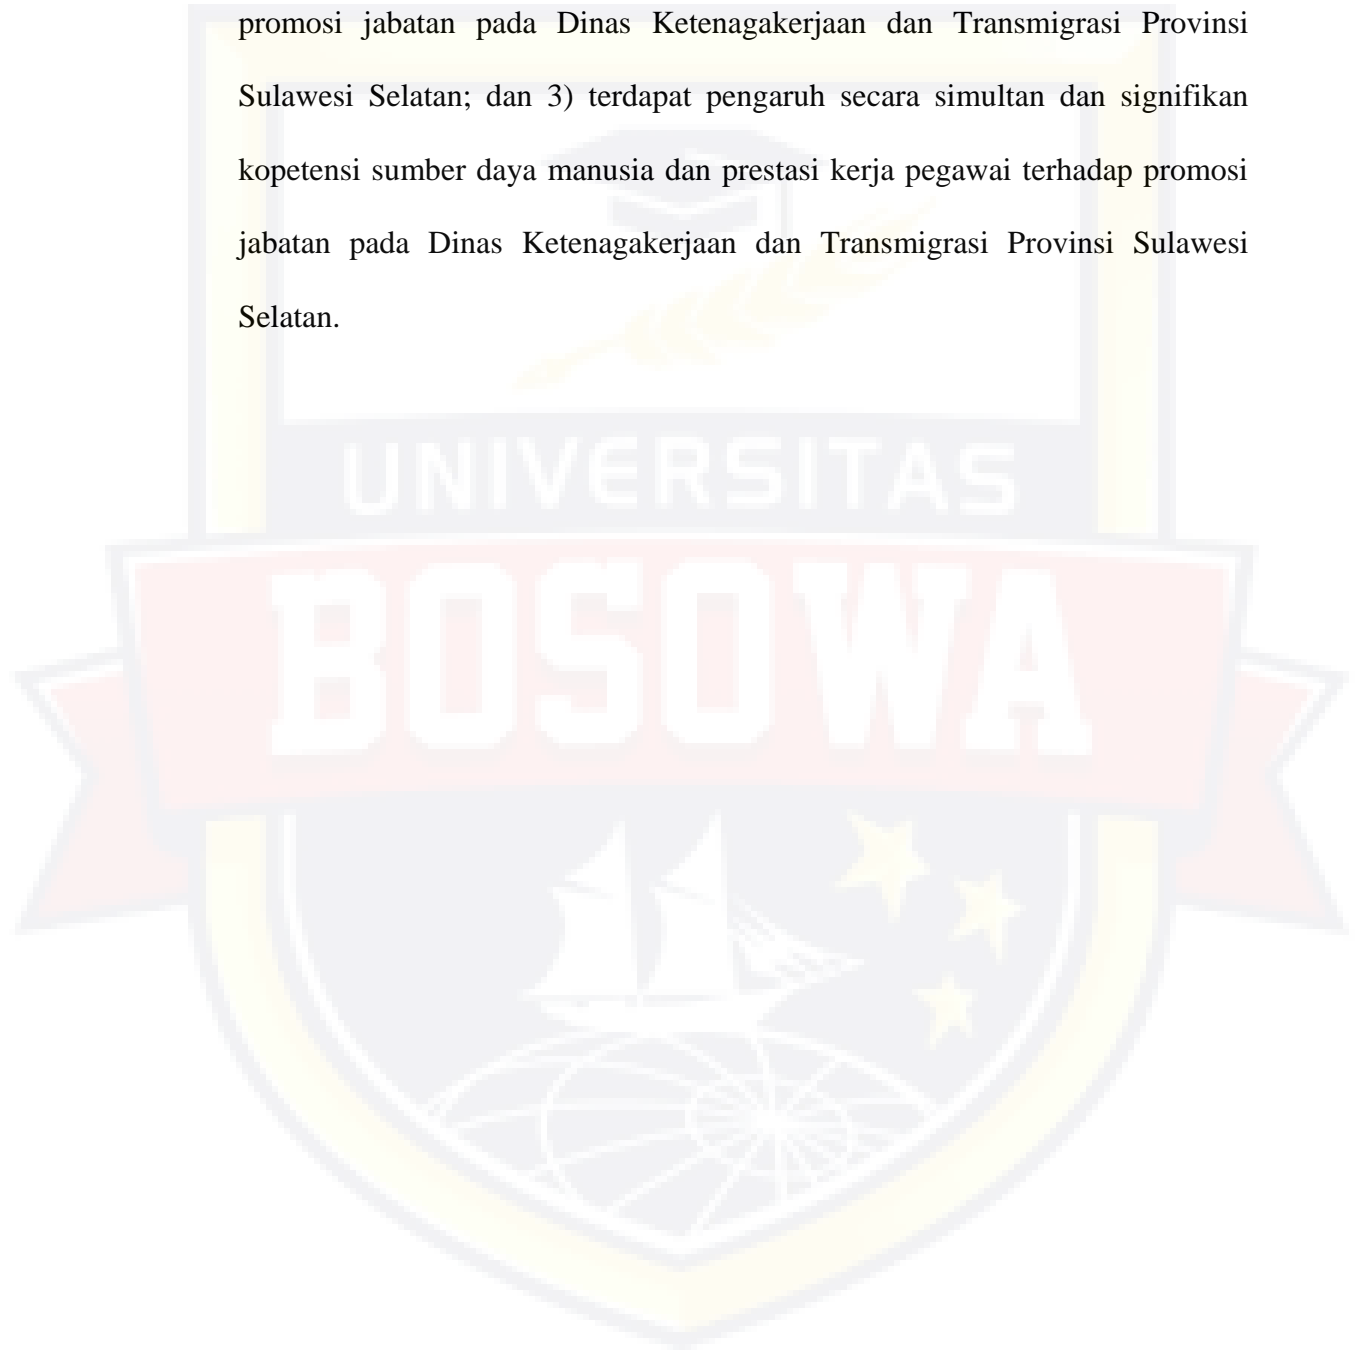 promosi jabatan pada Dinas Ketenagakerjaan dan Transmigrasi Provinsi
Sulawesi Selatan; dan 3) terdapat pengaruh secara simultan dan signifikan
kopetensi sumber daya manusia dan prestasi kerja pegawai terhadap promosi
jabatan pada Dinas Ketenagakerjaan dan Transmigrasi Provinsi Sulawesi
Selatan.
UNIVERSITAS
BOSOWA